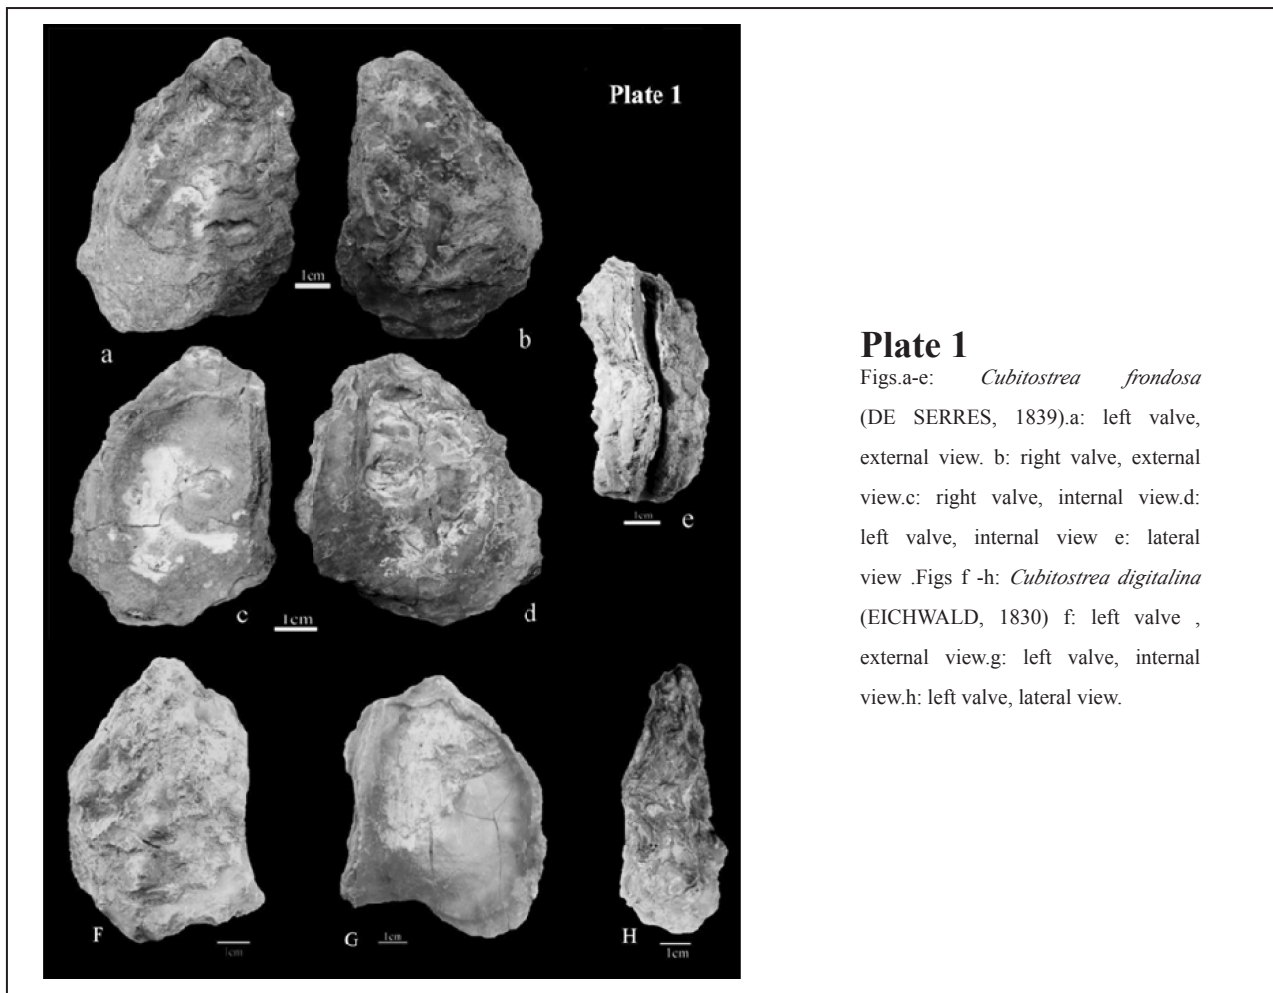 Plate 1
1cm
a
b
1cm
e
c
1cm
d
F
1cm
G
1cm
H
1cm
Plate 1
Figs.a-e: Cubitostrea frondosa
(DE SERRES, 1839).a: left valve,
external view. b: right valve, external
view.c: right valve, internal view.d:
left valve, internal view e: lateral
view .Figs f -h: Cubitostrea digitalina
(EICHWALD, 1830) f: left valve ,
external view.g: left valve, internal
view.h: left valve, lateral view.